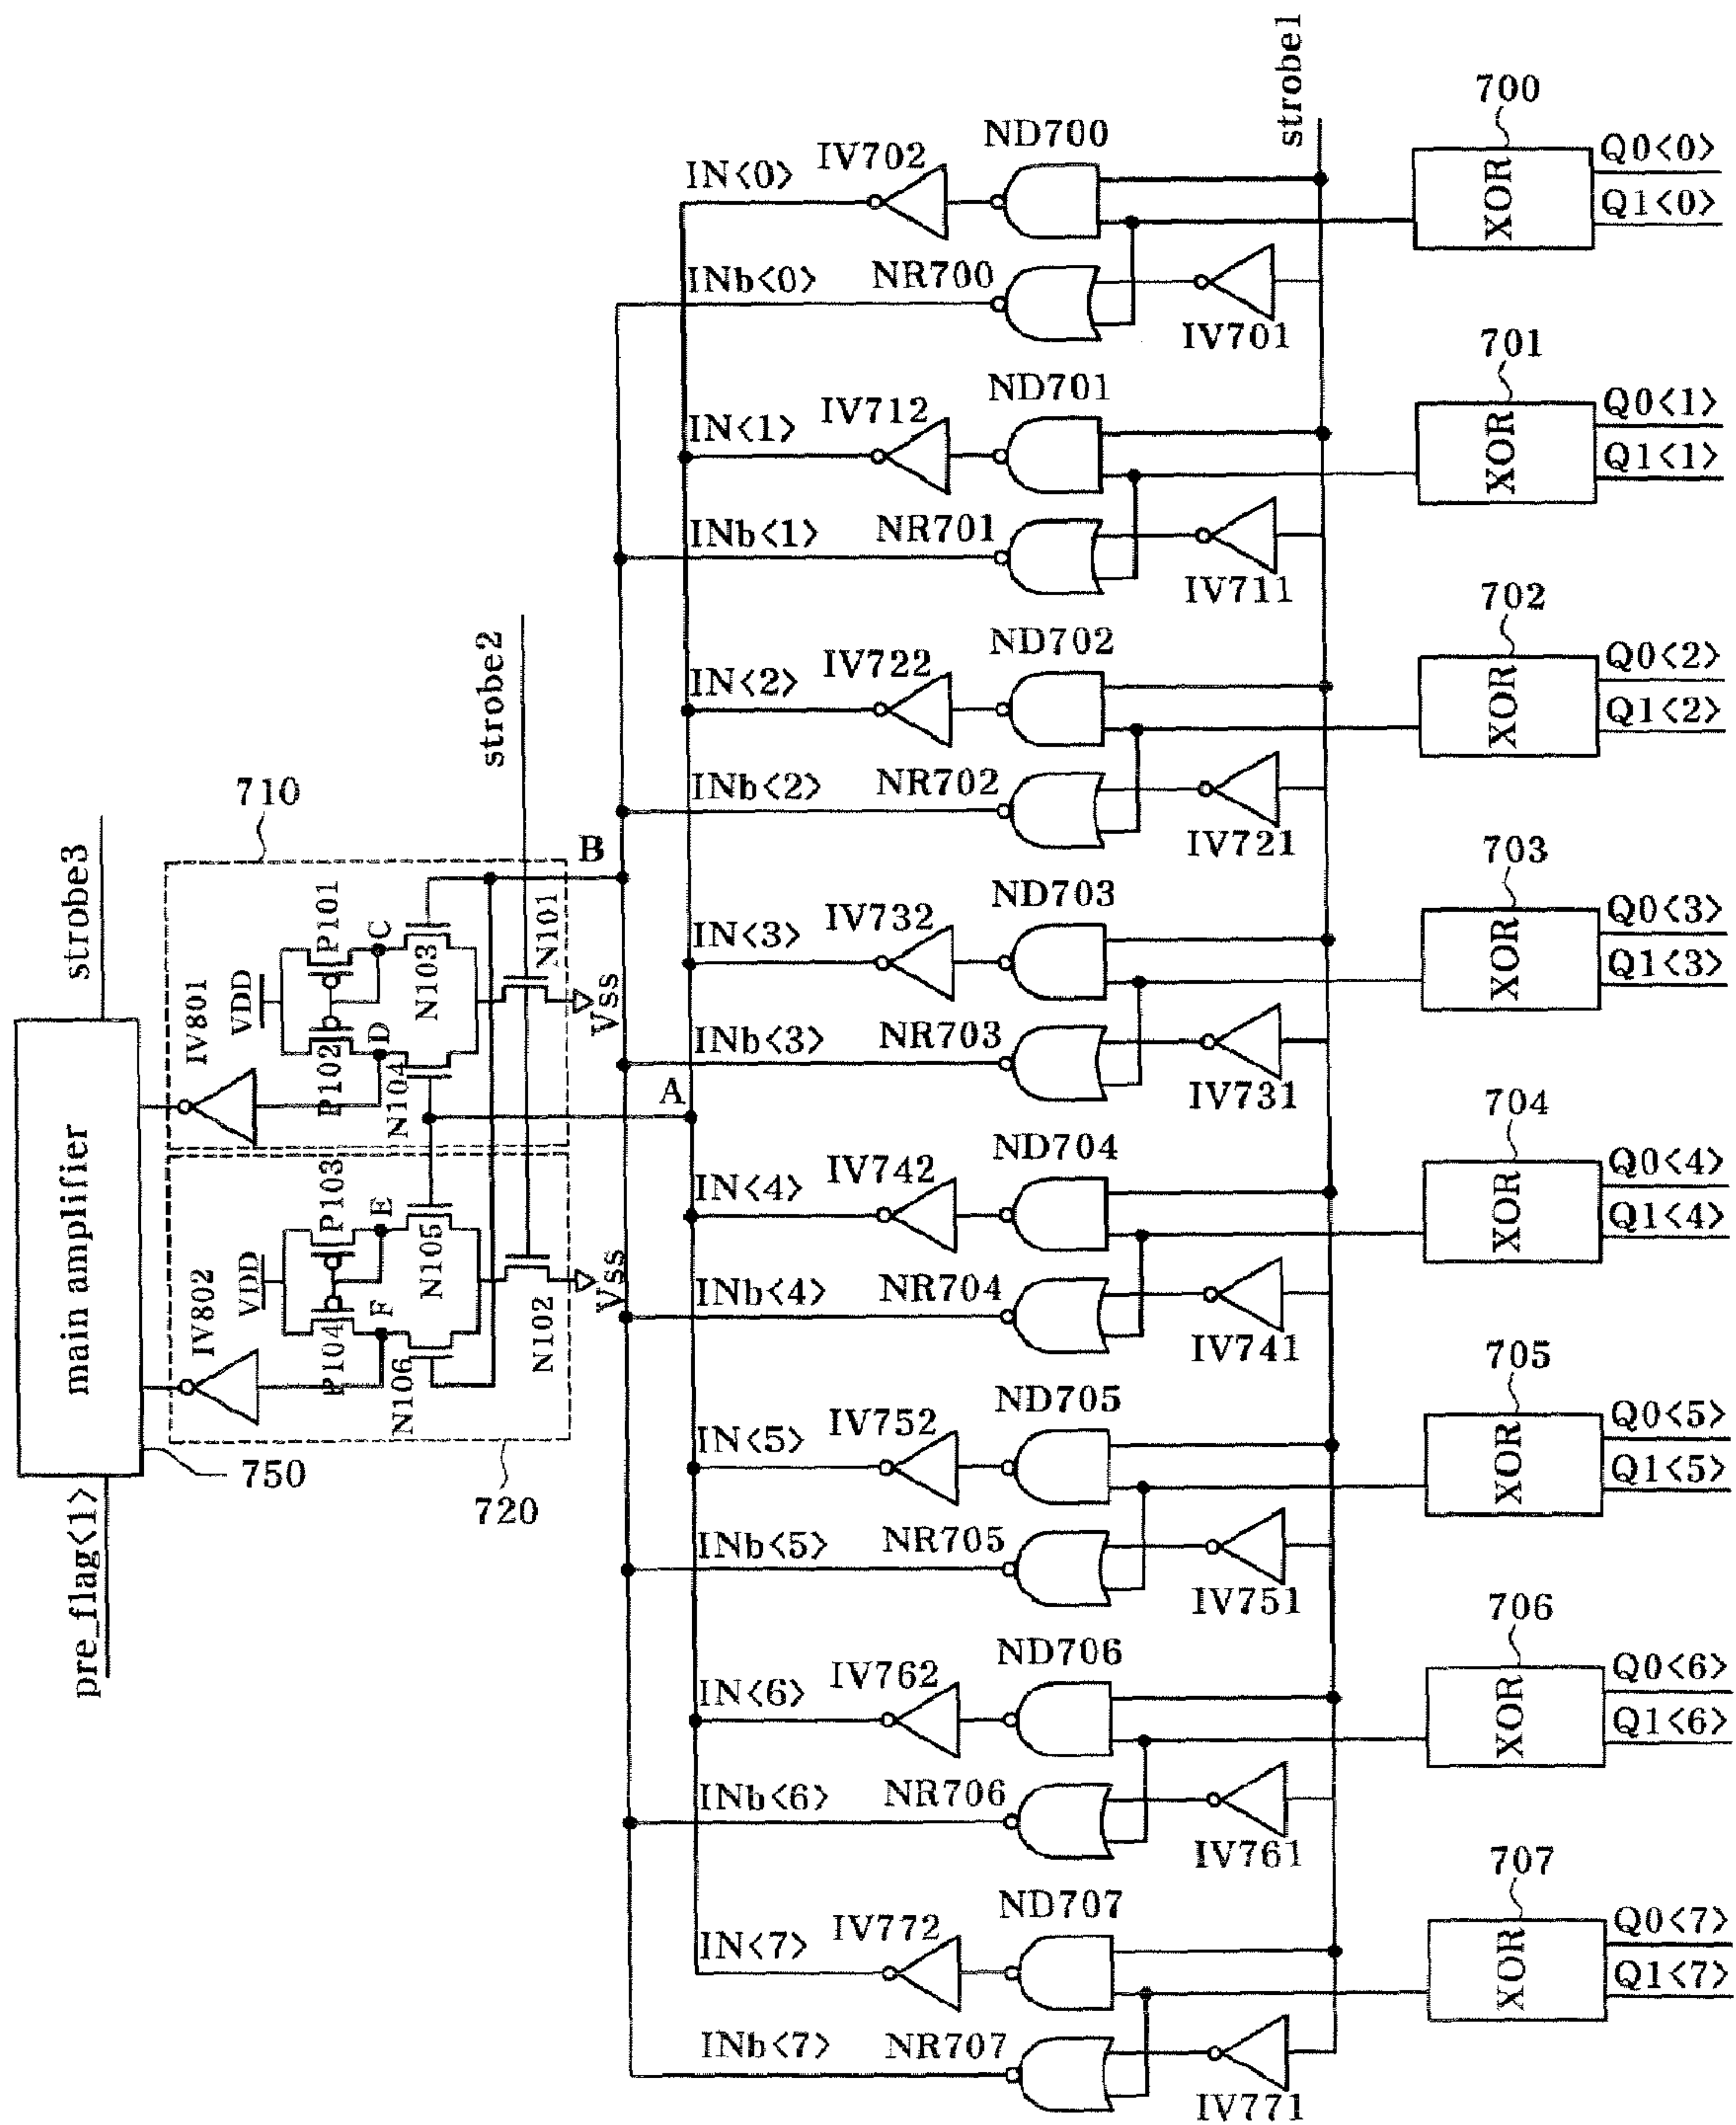 strobe1
700
XOR
Q0<0>
Q1<0>
ND700
IV702
IN<0>
INb<0>
NR700
IV701
701
XOR
Q0<1>
Q1<1>
ND701
IV712
IN<1>
INb<1>
NR701
IV711
702
XOR
Q0<2>
Q1<2>
ND702
IV722
IN<2>
INb<2>
NR702
IV721
703
XOR
Q0<3>
Q1<3>
ND703
IV732
IN<3>
INb<3>
NR703
IV731
704
XOR
Q0<4>
Q1<4>
ND704
IV742
IN<4>
INb<4>
NR704
IV741
705
XOR
Q0<5>
Q1<5>
ND705
IV752
IN<5>
INb<5>
NR705
IV751
706
XOR
Q0<6>
Q1<6>
ND706
IV762
IN<6>
INb<6>
NR706
IV761
707
XOR
Q0<7>
Q1<7>
ND707
IV772
IN<7>
INb<7>
NR707
IV771
strobe2
strobe3
710
B
A
P101
C
N103
N101
VDD
IV801
P102
D
N104
Vss
main amplifier
P103
E
N105
N102
VDD
IV802
P104
F
N106
Vss
750
720
pre_flag<1>